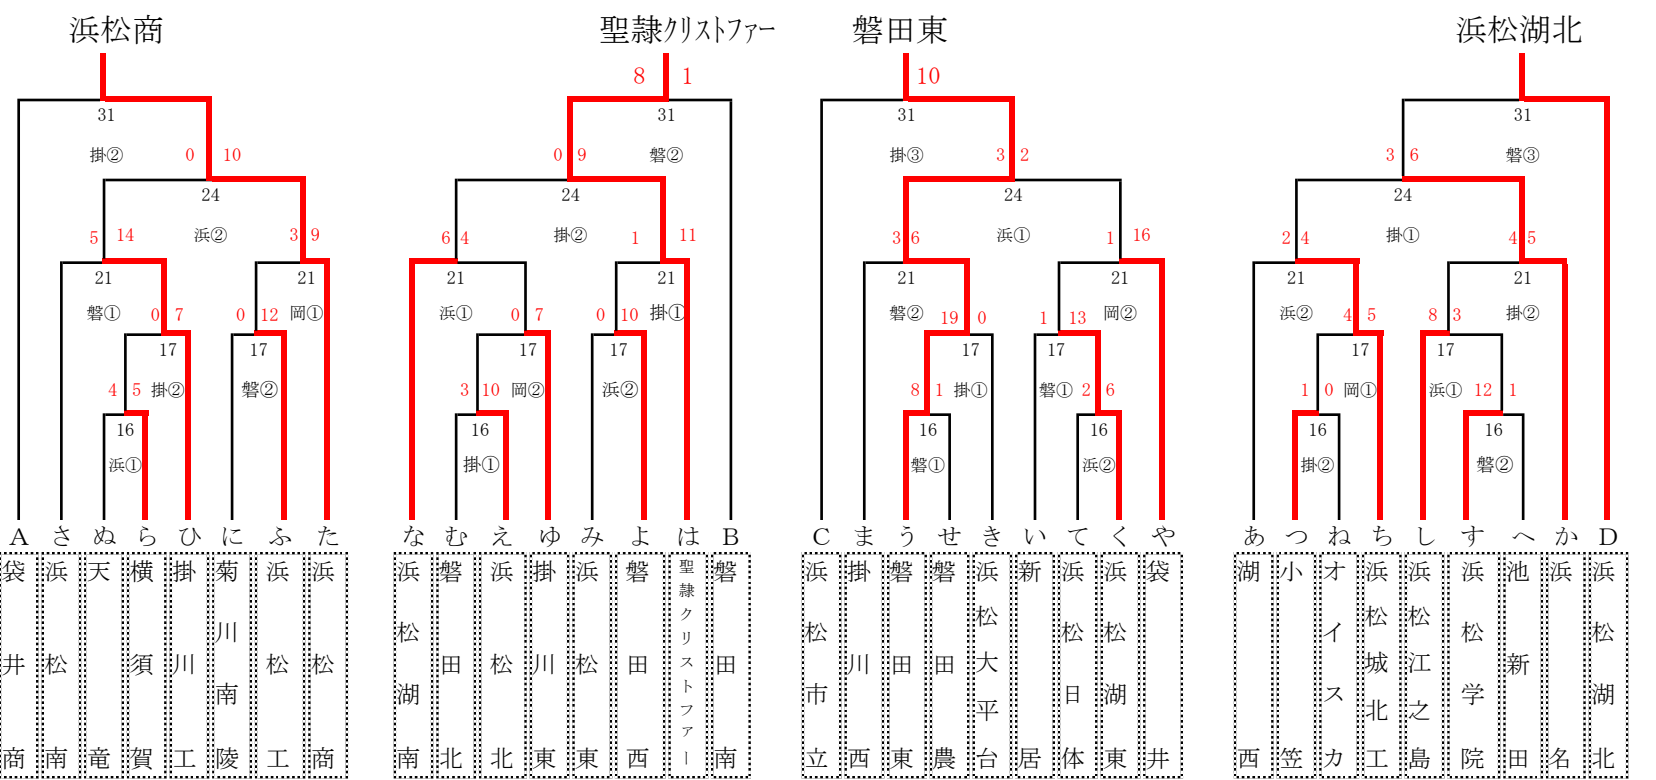 浜松商 聖隷クリストファー 磐田東 浜松湖北
8 1 10
31 31 31 31
掛② 0 10 0 9 磐② 掛③ 3 2 3 6 磐③
24 24 24 24
5 14 浜② 3 9 6 4 掛② 1 11 3 6 浜① 1 16 2 4 掛① 4 5
21 21 21 21 21 21 21 21
磐① 0 7 0 12 岡① 浜① 0 7 0 10 掛① 磐② 19 0 1 13 岡② 浜② 4 5 8 3 掛②
17 17 17 17 17 17 17 17
4 5 掛② 磐② 3 10 岡② 浜② 8 1 掛① 磐① 2 6 1 0 岡① 浜① 12 1
16 16 16 16 16 16
浜① 掛① 磐① 浜② 掛② 磐②
A さ ぬ ら ひ に ふ た な む え ゆ み よ は B C ま う せ き い て く や あ つ ね ち し す へ か D
袋井商
浜松南
天竜
横須賀
掛川工
菊川南陵
浜松工
浜松商
浜松湖南
磐田北
浜松北
掛川東
浜松東
磐田西
聖隷クリストファー
磐田南
浜松市立
掛川西
磐田東
磐田農
浜松大平台
新居
浜松日体
浜松湖東
袋井
湖西
小笠
オイスカ
浜松城北工
浜松江之島
浜松学院
池新田
浜名
浜松湖北